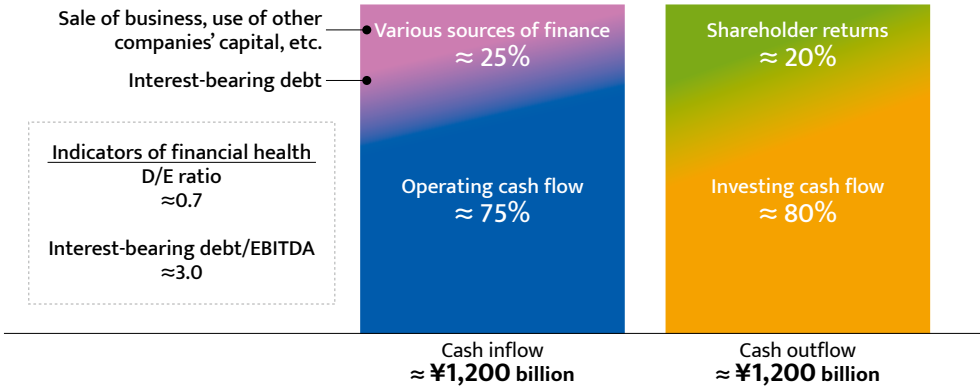 Sale of business, use of other
companies’ capital, etc.
Interest-bearing debt
Indicators of financial health
D/E ratio
≈0.7
Interest-bearing debt/EBITDA
≈3.0
Various sources of finance
≈ 25%
Operating cash flow
≈ 75%
Cash inflow
≈ ¥1,200 billion
Shareholder returns
≈ 20%
Investing cash flow
≈ 80%
Cash outflow
≈ ¥1,200 billion